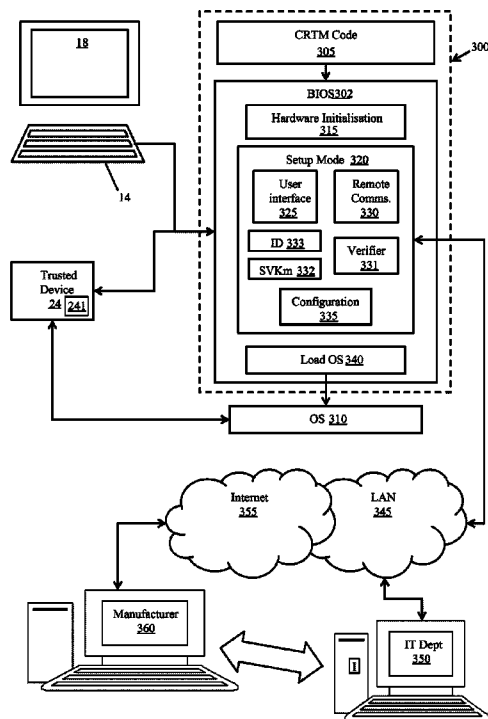 18
CRTM Code
305
300
BIOS302
Hardware Initialisation
315
Setup Mode 320
User
interface
325
Remote
Comms.
330
14
ID 333
SVKm 332
Verifier
331
Trusted
Device
24 241
Configuration
335
Load OS 340
OS 310
Internet
355
LAN
345
Manufacturer
360
IT Dept
350
I